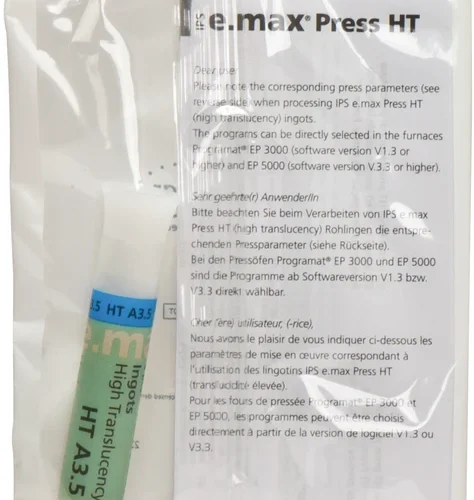 IPS e.max® Press HT
Dear user
Please note the corresponding press parameters (see
reverse side) when processing IPS e.max Press HT
(high translucency) ingots.
The programs can be directly selected in the furnaces
Programat® EP 3000 (software version V1.3 or
higher) and EP 5000 (software version V.3.3 or higher).
Sehr geehrte(r) Anwender/In
Bitte beachten Sie beim Verarbeiten von IPS e.max
Press HT (high translucency) Rohlingen die entspre-
chenden Pressparameter (siehe Rückseite).
Bei den Pressöfen Programat® EP 3000 und EP 5000
sind die Programme ab Softwareversion V1.3 bzw.
V3.3 direkt wählbar.
Cher (ère) utilisateur, (-rice),
Nous avons le plaisir de vous indiquer ci-dessous les
paramètres de mise en œuvre correspondant à
l'utilisation des lingotins IPS e.max Press HT
(translucidité élevée).
Pour les fours de pressée Programat® EP 3000 et
EP 5000, les programmes peuvent être choisis
directement à partir de la version de logiciel V1.3 ou
V3.3.
3.5 HT A3.5
e.max
Ingots
High Translucency
HT A3.5